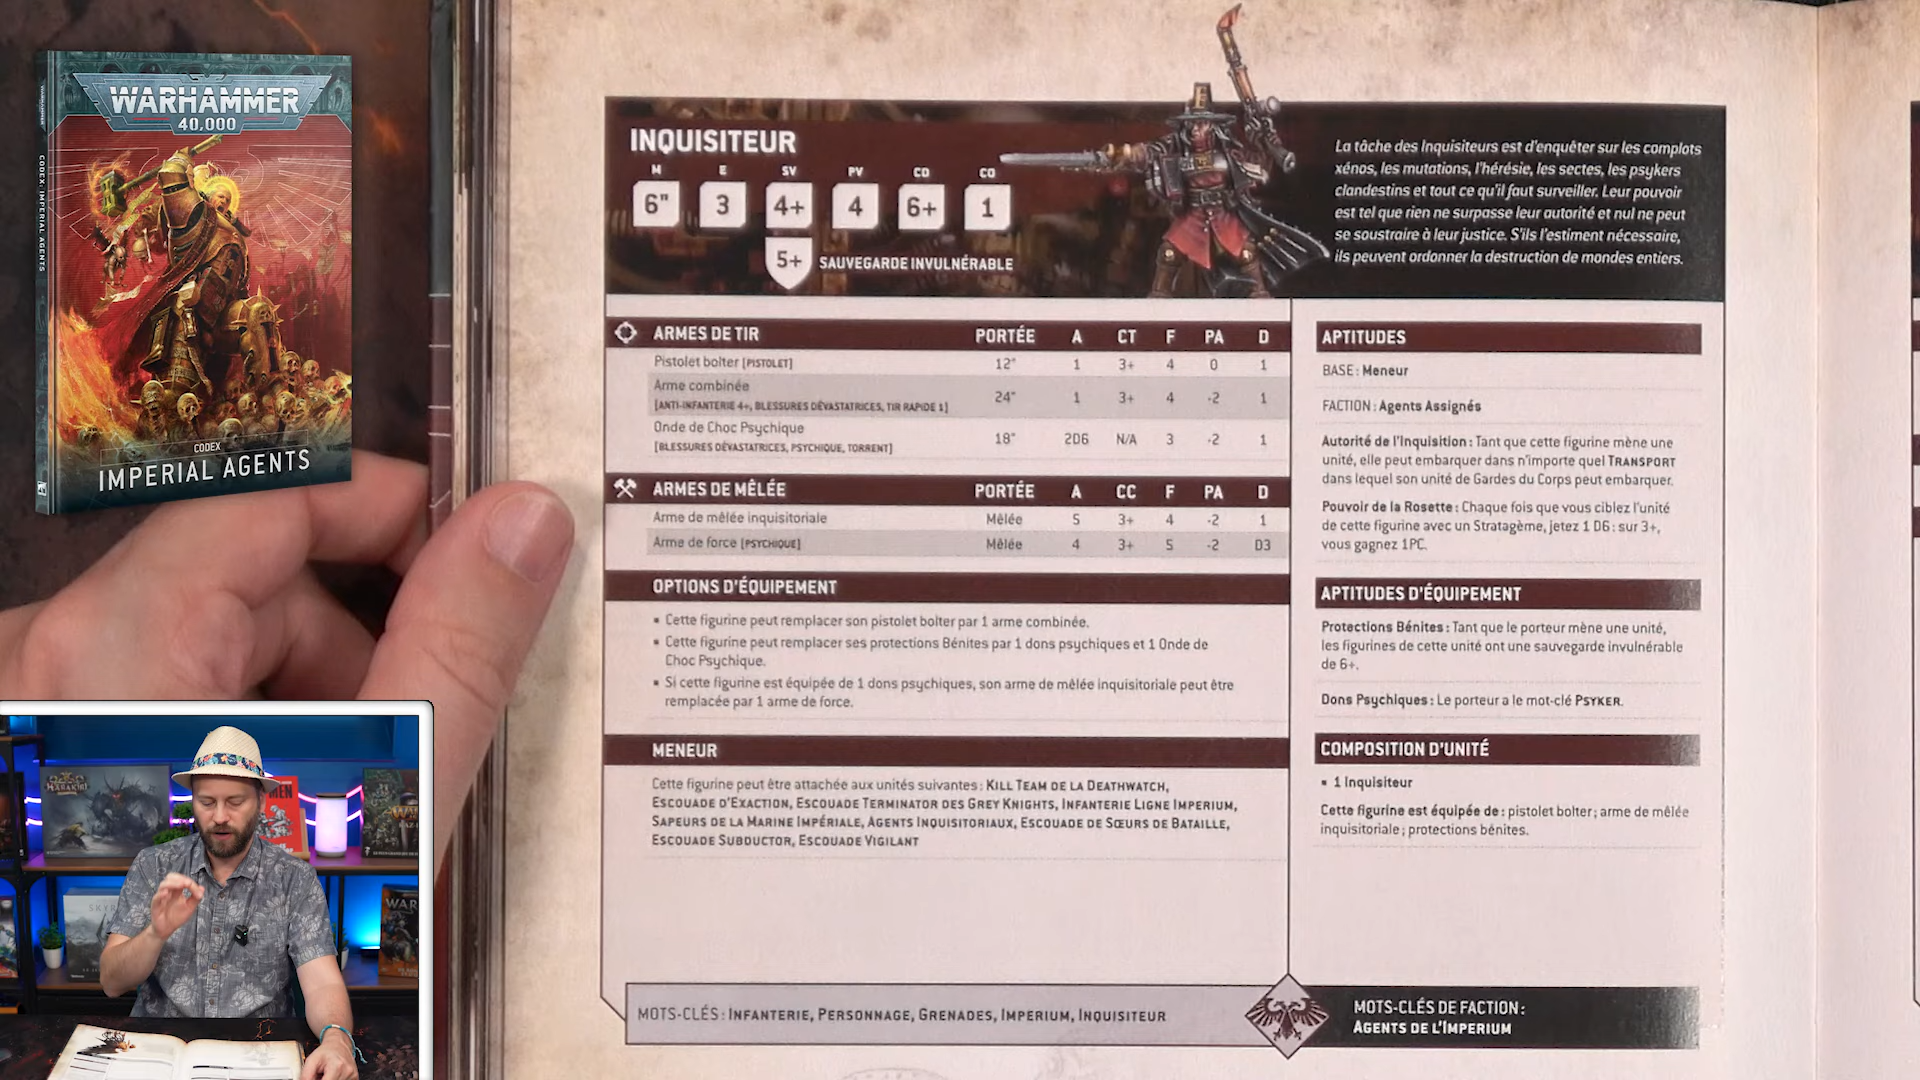 WARHAMMER
40,000
CODEX: IMPERIAL AGENTS
CODEX
IMPERIAL AGENTS
INQUISITEUR
M E SV PV CD CO
6" 3 4+ 4 6+ 1
5+ SAUVEGARDE INVULNÉRABLE
La tâche des Inquisiteurs est d'enquêter sur les complots
xénos, les mutations, l'hérésie, les sectes, les psykers
clandestins et tout ce qu'il faut surveiller. Leur pouvoir
est tel que rien ne surpasse leur autorité et nul ne peut
se soustraire à leur justice. S'ils l'estiment nécessaire,
ils peuvent ordonner la destruction de mondes entiers.
ARMES DE TIR PORTÉE A CT F PA D
Pistolet bolter [PISTOLET] 12" 1 3+ 4 0 1
Arme combinée
[ANTI-INFANTERIE 4+, BLESSURES DÉVASTATRICES, TIR RAPIDE 1] 24" 1 3+ 4 -2 1
Onde de Choc Psychique
[BLESSURES DÉVASTATRICES, PSYCHIQUE, TORRENT] 18" 2D6 N/A 3 -2 1
ARMES DE MÊLÉE PORTÉE A CC F PA D
Arme de mêlée inquisitoriale Mêlée 5 3+ 4 -2 1
Arme de force [PSYCHIQUE] Mêlée 4 3+ 5 -2 D3
OPTIONS D'ÉQUIPEMENT
▪ Cette figurine peut remplacer son pistolet bolter par 1 arme combinée.
▪ Cette figurine peut remplacer ses protections Bénites par 1 dons psychiques et 1 Onde de
Choc Psychique.
▪ Si cette figurine est équipée de 1 dons psychiques, son arme de mêlée inquisitoriale peut être
remplacée par 1 arme de force.
MENEUR
Cette figurine peut être attachée aux unités suivantes : KILL TEAM DE LA DEATHWATCH,
ESCOUADE D'EXACTION, ESCOUADE TERMINATOR DES GREY KNIGHTS, INFANTERIE LIGNE IMPERIUM,
SAPEURS DE LA MARINE IMPÉRIALE, AGENTS INQUISITORIAUX, ESCOUADE DE SŒURS DE BATAILLE,
ESCOUADE SUBDUCTOR, ESCOUADE VIGILANT
APTITUDES
BASE : Meneur
FACTION : Agents Assignés
Autorité de l'Inquisition : Tant que cette figurine mène une
unité, elle peut embarquer dans n'importe quel TRANSPORT
dans lequel son unité de Gardes du Corps peut embarquer.
Pouvoir de la Rosette : Chaque fois que vous ciblez l'unité
de cette figurine avec un Stratagème, jetez 1 D6 : sur 3+,
vous gagnez 1PC.
APTITUDES D'ÉQUIPEMENT
Protections Bénites : Tant que le porteur mène une unité,
les figurines de cette unité ont une sauvegarde invulnérable
de 6+.
Dons Psychiques : Le porteur a le mot-clé PSYKER.
COMPOSITION D'UNITÉ
▪ 1 Inquisiteur
Cette figurine est équipée de : pistolet bolter ; arme de mêlée
inquisitoriale ; protections bénites.
MOTS-CLÉS : INFANTERIE, PERSONNAGE, GRENADES, IMPERIUM, INQUISITEUR
MOTS-CLÉS DE FACTION :
AGENTS DE L'IMPERIUM
HARAKIRI
MEN
SKY
WAR